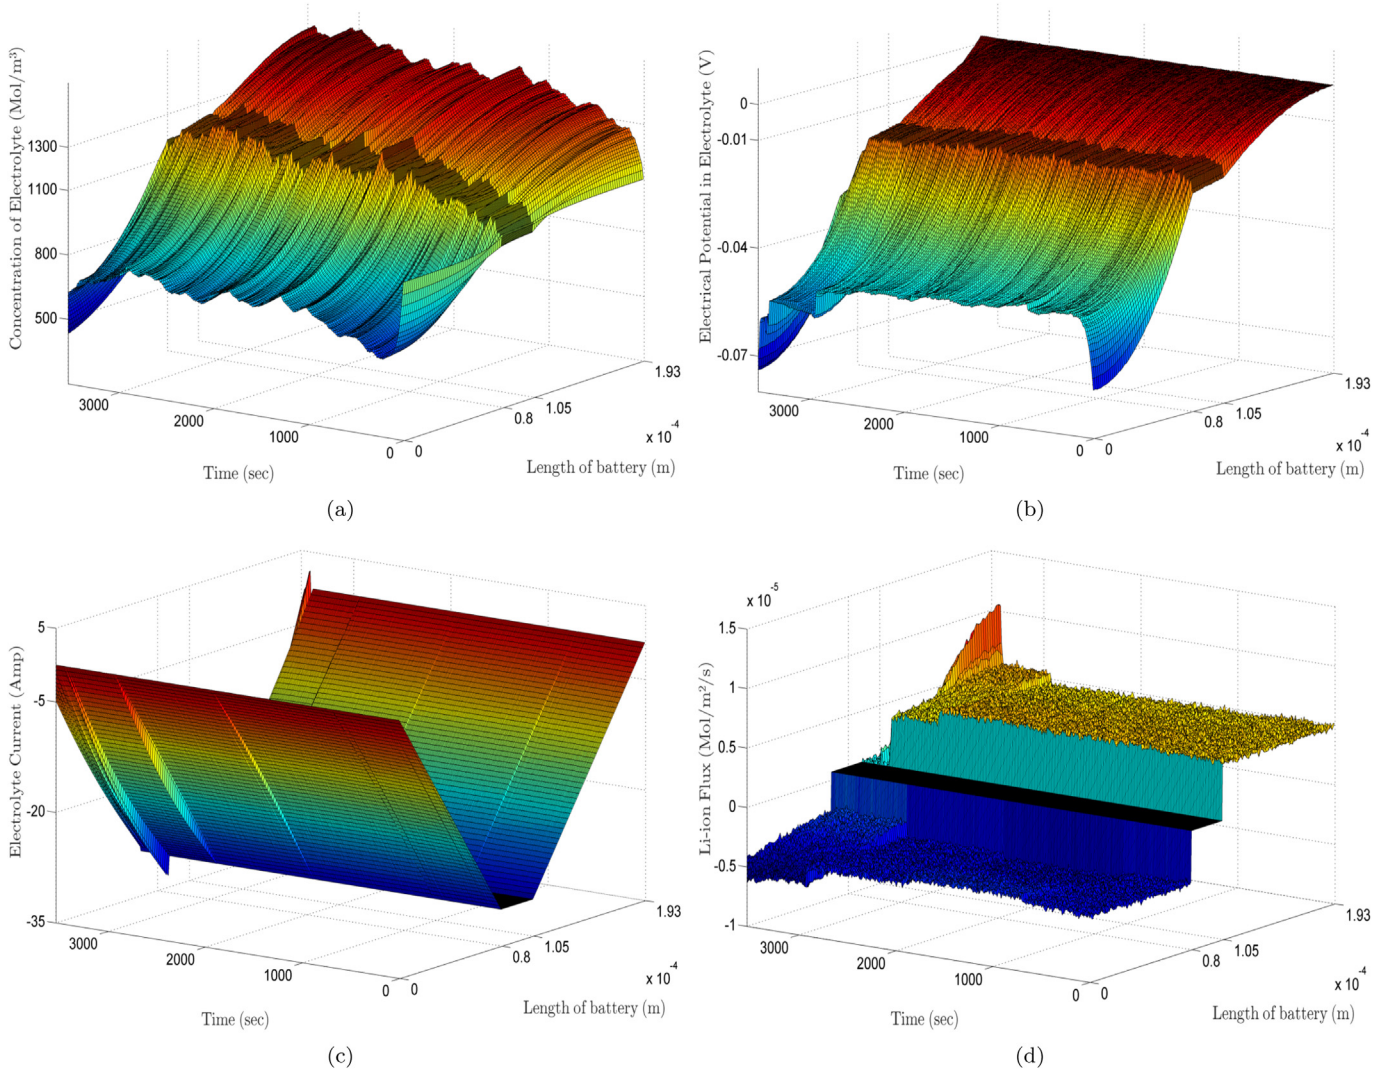 Concentration of Electrolyte (Mol/m³)
1300
1100
800
500
3000
2000
1000
0
0
0.8
1.05
1.93
x 10⁻⁴
Time (sec)
Length of battery (m)
(a)
Electrical Potential in Electrolyte (V)
0
-0.01
-0.04
-0.07
3000
2000
1000
0
0
0.8
1.05
1.93
x 10⁻⁴
Time (sec)
Length of battery (m)
(b)
Electrolyte Current (Amp)
5
-5
-20
-35
3000
2000
1000
0
0
0.8
1.05
1.93
x 10⁻⁴
Time (sec)
Length of battery (m)
(c)
Li-ion Flux (Mol/m²/s)
x 10⁻⁵
1.5
1
0.5
0
-0.5
-1
3000
2000
1000
0
0
0.8
1.05
1.93
x 10⁻⁴
Time (sec)
Length of battery (m)
(d)